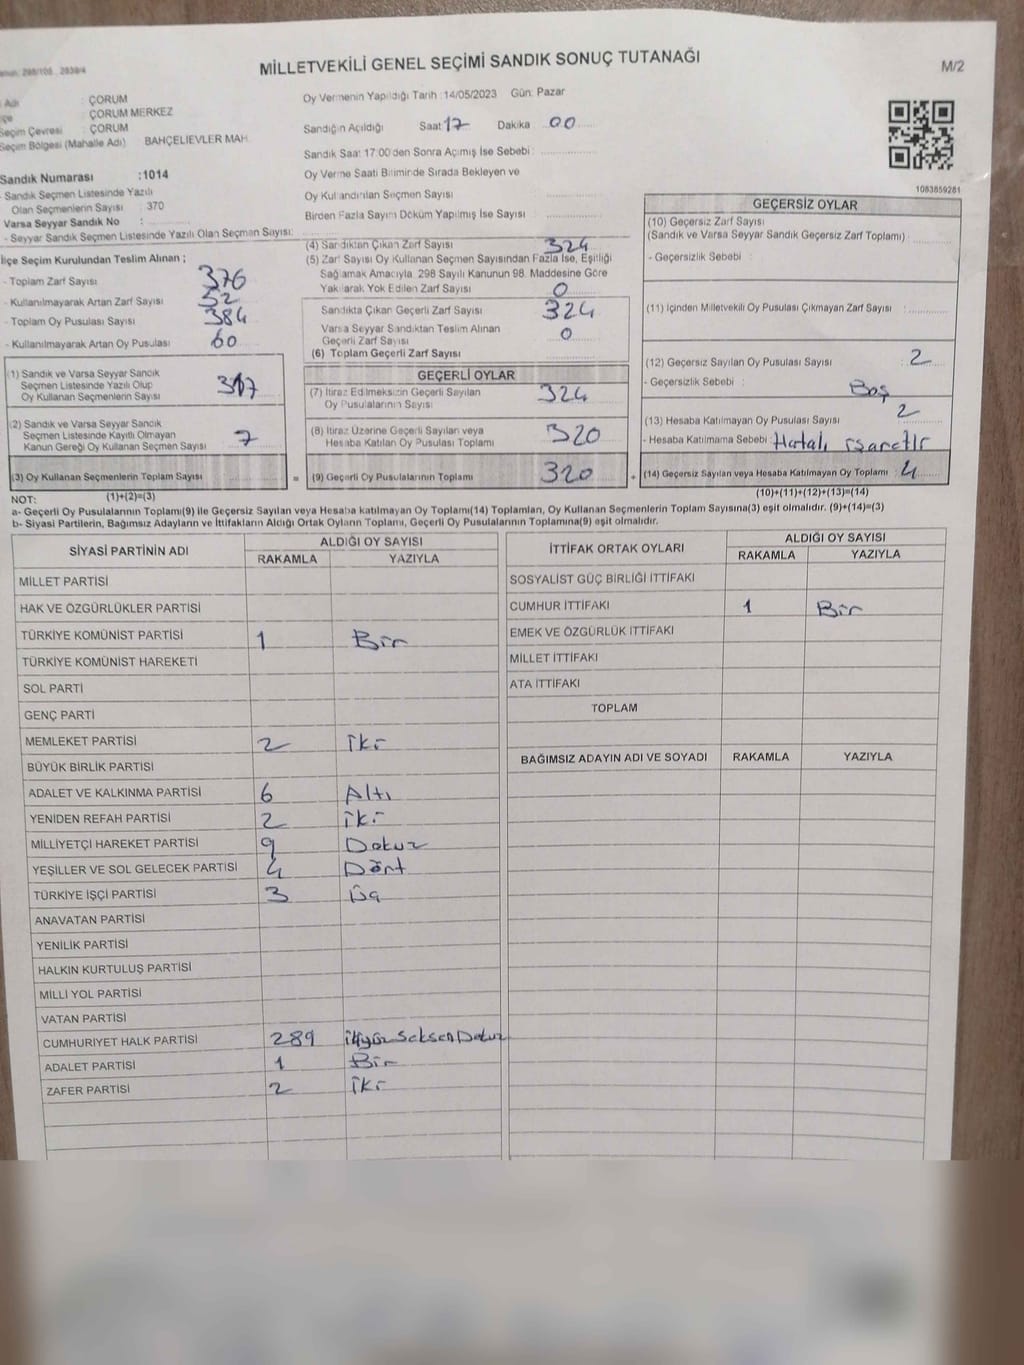 MİLLETVEKİLİ GENEL SEÇİMİ SANDIK SONUÇ TUTANAĞI
M/2
298/105 , 2839/4
Adı : ÇORUM
: ÇORUM MERKEZ
Seçim Çevresi : ÇORUM
Seçim Bölgesi (Mahalle Adı) BAHÇELİEVLER MAH
Sandık Numarası :1014
- Sandık Seçmen Listesinde Yazılı
Olan Seçmenlerin Sayısı : 370
Varsa Seyyar Sandık No :
- Seyyar Sandık Seçmen Listesinde Yazılı Olan Seçmen Sayısı:
İlçe Seçim Kurulundan Teslim Alınan ;
- Toplam Zarf Sayısı 376
- Kullanılmayarak Artan Zarf Sayısı 52
- Toplam Oy Pusulası Sayısı 384
- Kullanılmayarak Artan Oy Pusulası 60
(1) Sandık ve Varsa Seyyar Sandık
Seçmen Listesinde Yazılı Olup
Oy Kullanan Seçmenlerin Sayısı 317
(2) Sandık ve Varsa Seyyar Sandık
Seçmen Listesinde Kayıtlı Olmayan
Kanun Gereği Oy Kullanan Seçmen Sayısı 7
(3) Oy Kullanan Seçmenlerin Toplam Sayısı
Oy Vermenin Yapıldığı Tarih :14/05/2023 Gün: Pazar
Sandığın Açıldığı Saat 17 Dakika 00
Sandık Saat 17:00'den Sonra Açılmış İse Sebebi :
Oy Verme Saati Bitiminde Sırada Bekleyen ve
Oy Kullandırılan Seçmen Sayısı :
Birden Fazla Sayım Döküm Yapılmış İse Sayısı :
(4) Sandıktan Çıkan Zarf Sayısı 324
(5) Zarf Sayısı Oy Kullanan Seçmen Sayısından Fazla İse, Eşitliği
Sağlamak Amacıyla, 298 Sayılı Kanunun 98. Maddesine Göre
Yakılarak Yok Edilen Zarf Sayısı 0
Sandıkta Çıkan Geçerli Zarf Sayısı 324
Varsa Seyyar Sandıktan Teslim Alınan
Geçerli Zarf Sayısı 0
(6) Toplam Geçerli Zarf Sayısı
GEÇERLİ OYLAR
(7) İtiraz Edilmeksizin Geçerli Sayılan
Oy Pusulalarının Sayısı : 324
(8) İtiraz Üzerine Geçerli Sayılan veya
Hesaba Katılan Oy Pusulası Toplamı 320
= (9) Geçerli Oy Pusulalarının Toplamı 320
1083859281
GEÇERSİZ OYLAR
(10) Geçersiz Zarf Sayısı
(Sandık ve Varsa Seyyar Sandık Geçersiz Zarf Toplamı) :
- Geçersizlik Sebebi :
(11) İçinden Milletvekili Oy Pusulası Çıkmayan Zarf Sayısı :
(12) Geçersiz Sayılan Oy Pusulası Sayısı : 2
- Geçersizlik Sebebi : Boş
(13) Hesaba Katılmayan Oy Pusulası Sayısı : 2
- Hesaba Katılmama Sebebi : Hatalı işaretlr
+ (14) Geçersiz Sayılan veya Hesaba Katılmayan Oy Toplamı : 4
NOT: (1)+(2)=(3) (10)+(11)+(12)+(13)=(14)
a- Geçerli Oy Pusulalarının Toplamı(9) ile Geçersiz Sayılan veya Hesaba katılmayan Oy Toplamı(14) Toplamları, Oy Kullanan Seçmenlerin Toplam Sayısına(3) eşit olmalıdır. (9)+(14)=(3)
b- Siyasi Partilerin, Bağımsız Adayların ve İttifakların Aldığı Ortak Oyların Toplamı, Geçerli Oy Pusulalarının Toplamına(9) eşit olmalıdır.
SİYASİ PARTİNİN ADI ALDIĞI OY SAYISI
RAKAMLA YAZIYLA
MİLLET PARTİSİ
HAK VE ÖZGÜRLÜKLER PARTİSİ
TÜRKİYE KOMÜNİST PARTİSİ 1 Bir
TÜRKİYE KOMÜNİST HAREKETİ
SOL PARTİ
GENÇ PARTİ
MEMLEKET PARTİSİ 2 İki
BÜYÜK BİRLİK PARTİSİ
ADALET VE KALKINMA PARTİSİ 6 Altı
YENİDEN REFAH PARTİSİ 2 İki
MİLLİYETÇİ HAREKET PARTİSİ 9 Dokuz
YEŞİLLER VE SOL GELECEK PARTİSİ 4 Dört
TÜRKİYE İŞÇİ PARTİSİ 3 Üç
ANAVATAN PARTİSİ
YENİLİK PARTİSİ
HALKIN KURTULUŞ PARTİSİ
MİLLİ YOL PARTİSİ
VATAN PARTİSİ
CUMHURİYET HALK PARTİSİ 289 ikiyüz seksen Dokuz
ADALET PARTİSİ 1 Bir
ZAFER PARTİSİ 2 İki
İTTİFAK ORTAK OYLARI ALDIĞI OY SAYISI
RAKAMLA YAZIYLA
SOSYALİST GÜÇ BİRLİĞİ İTTİFAKI
CUMHUR İTTİFAKI 1 Bir
EMEK VE ÖZGÜRLÜK İTTİFAKI
MİLLET İTTİFAKI
ATA İTTİFAKI
TOPLAM
BAĞIMSIZ ADAYIN ADI VE SOYADI RAKAMLA YAZIYLA